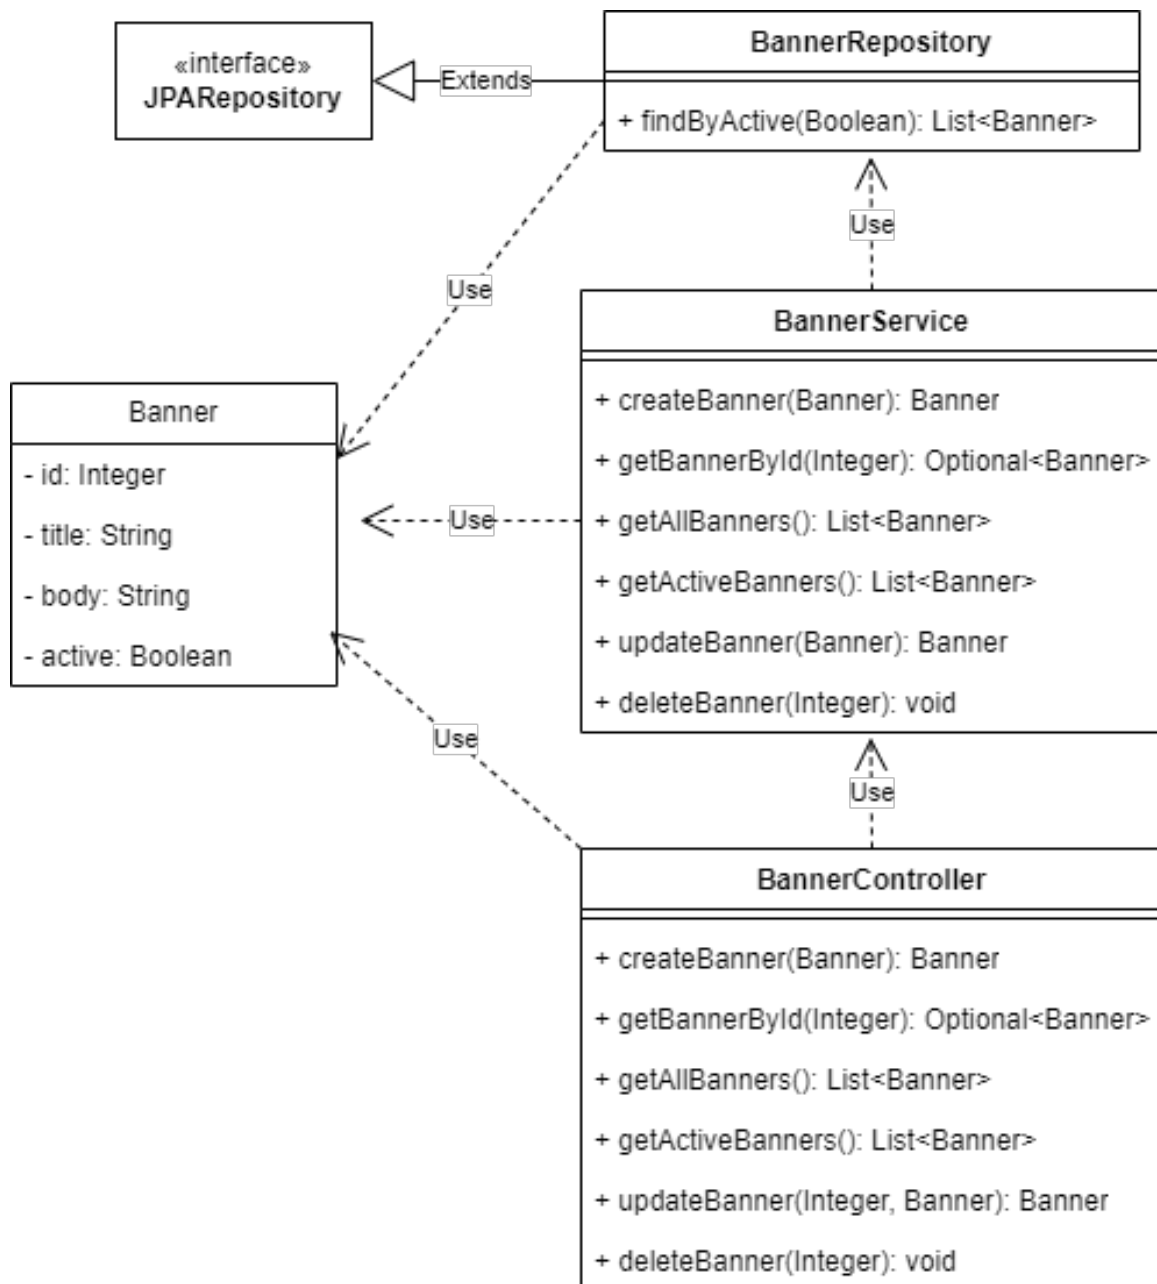 «interface»
JPARepository
Extends
BannerRepository
+ findByActive(Boolean): List<Banner>
Use
Use
BannerService
+ createBanner(Banner): Banner
+ getBannerById(Integer): Optional<Banner>
+ getAllBanners(): List<Banner>
+ getActiveBanners(): List<Banner>
+ updateBanner(Banner): Banner
+ deleteBanner(Integer): void
Banner
- id: Integer
- title: String
- body: String
- active: Boolean
Use
Use
Use
BannerController
+ createBanner(Banner): Banner
+ getBannerById(Integer): Optional<Banner>
+ getAllBanners(): List<Banner>
+ getActiveBanners(): List<Banner>
+ updateBanner(Integer, Banner): Banner
+ deleteBanner(Integer): void